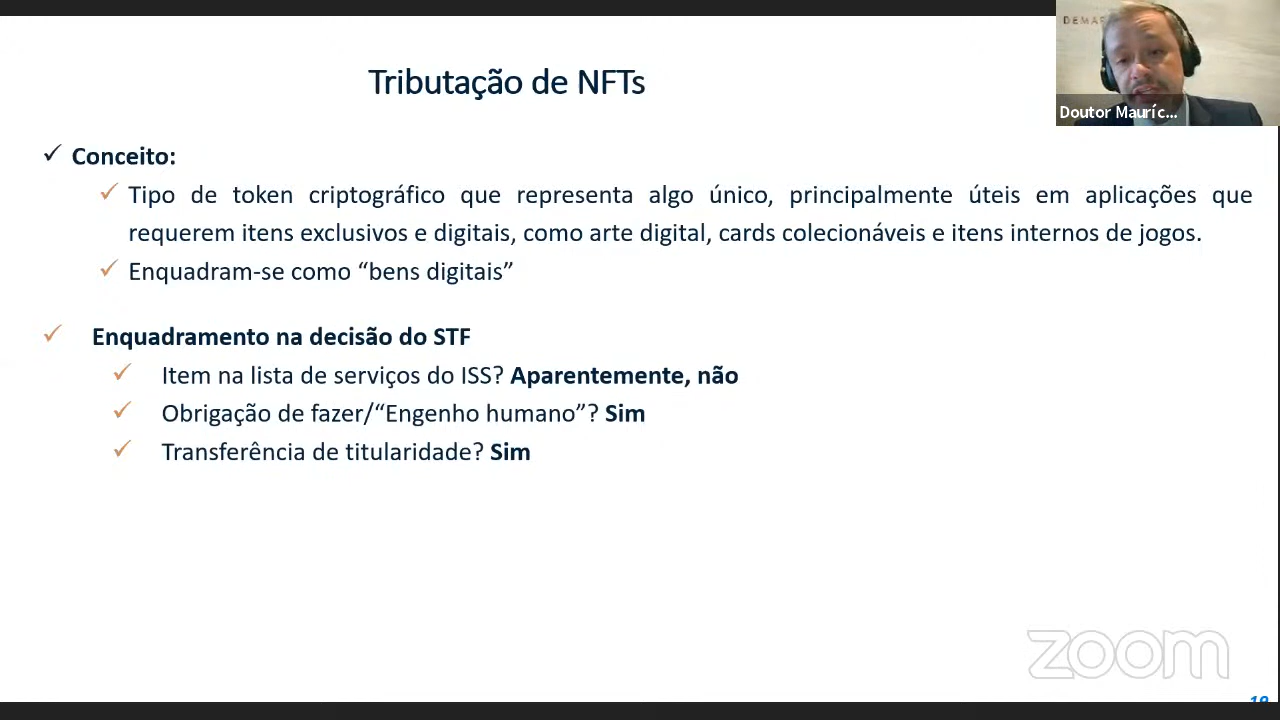 Tributação de NFTs
Doutor Mauríc...
Conceito:
Tipo de token criptográfico que representa algo único, principalmente úteis em aplicações que
requerem itens exclusivos e digitais, como arte digital, cards colecionáveis e itens internos de jogos.
Enquadram-se como “bens digitais”
Enquadramento na decisão do STF
Item na lista de serviços do ISS? Aparentemente, não
Obrigação de fazer/“Engenho humano”? Sim
Transferência de titularidade? Sim
zoom